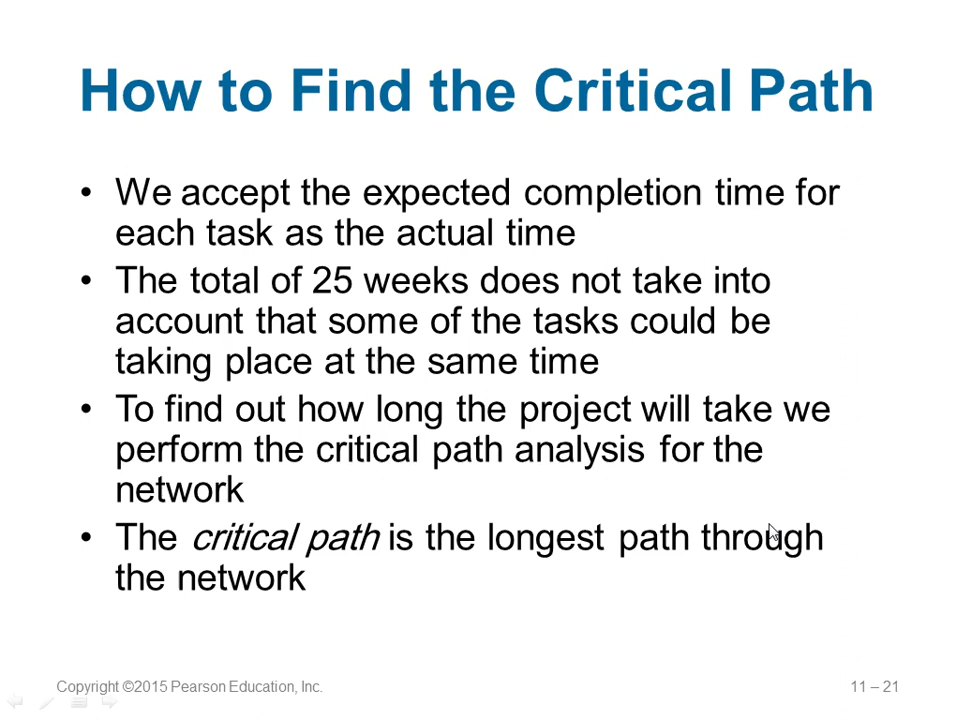 How to Find the Critical Path
• We accept the expected completion time for
each task as the actual time
• The total of 25 weeks does not take into
account that some of the tasks could be
taking place at the same time
• To find out how long the project will take we
perform the critical path analysis for the
network
• The critical path is the longest path through
the network
Copyright ©2015 Pearson Education, Inc.
11 – 21